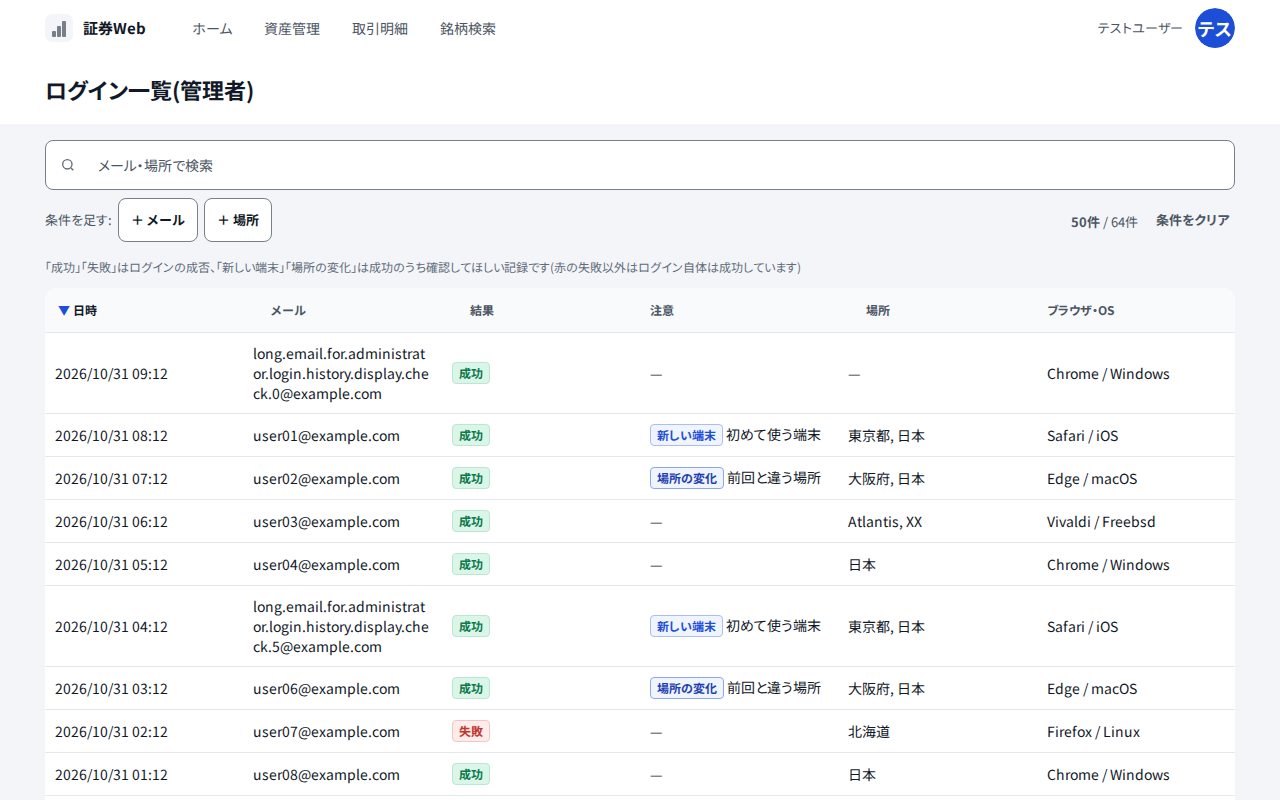 証券Web ホーム 資産管理 取引明細 銘柄検索 テストユーザー テス
ログイン一覧(管理者)
メール・場所で検索
条件を足す: ＋メール ＋場所 50件 / 64件 条件をクリア
「成功」「失敗」はログインの成否、「新しい端末」「場所の変化」は成功のうち確認してほしい記録です(赤の失敗以外はログイン自体は成功しています)
▼日時 メール 結果 注意 場所 ブラウザ・OS
2026/10/31 09:12 long.email.for.administrat
or.login.history.display.che
ck.0@example.com 成功 — — Chrome / Windows
2026/10/31 08:12 user01@example.com 成功 新しい端末 初めて使う端末 東京都, 日本 Safari / iOS
2026/10/31 07:12 user02@example.com 成功 場所の変化 前回と違う場所 大阪府, 日本 Edge / macOS
2026/10/31 06:12 user03@example.com 成功 — Atlantis, XX Vivaldi / Freebsd
2026/10/31 05:12 user04@example.com 成功 — 日本 Chrome / Windows
2026/10/31 04:12 long.email.for.administrat
or.login.history.display.che
ck.5@example.com 成功 新しい端末 初めて使う端末 東京都, 日本 Safari / iOS
2026/10/31 03:12 user06@example.com 成功 場所の変化 前回と違う場所 大阪府, 日本 Edge / macOS
2026/10/31 02:12 user07@example.com 失敗 — 北海道 Firefox / Linux
2026/10/31 01:12 user08@example.com 成功 — 日本 Chrome / Windows